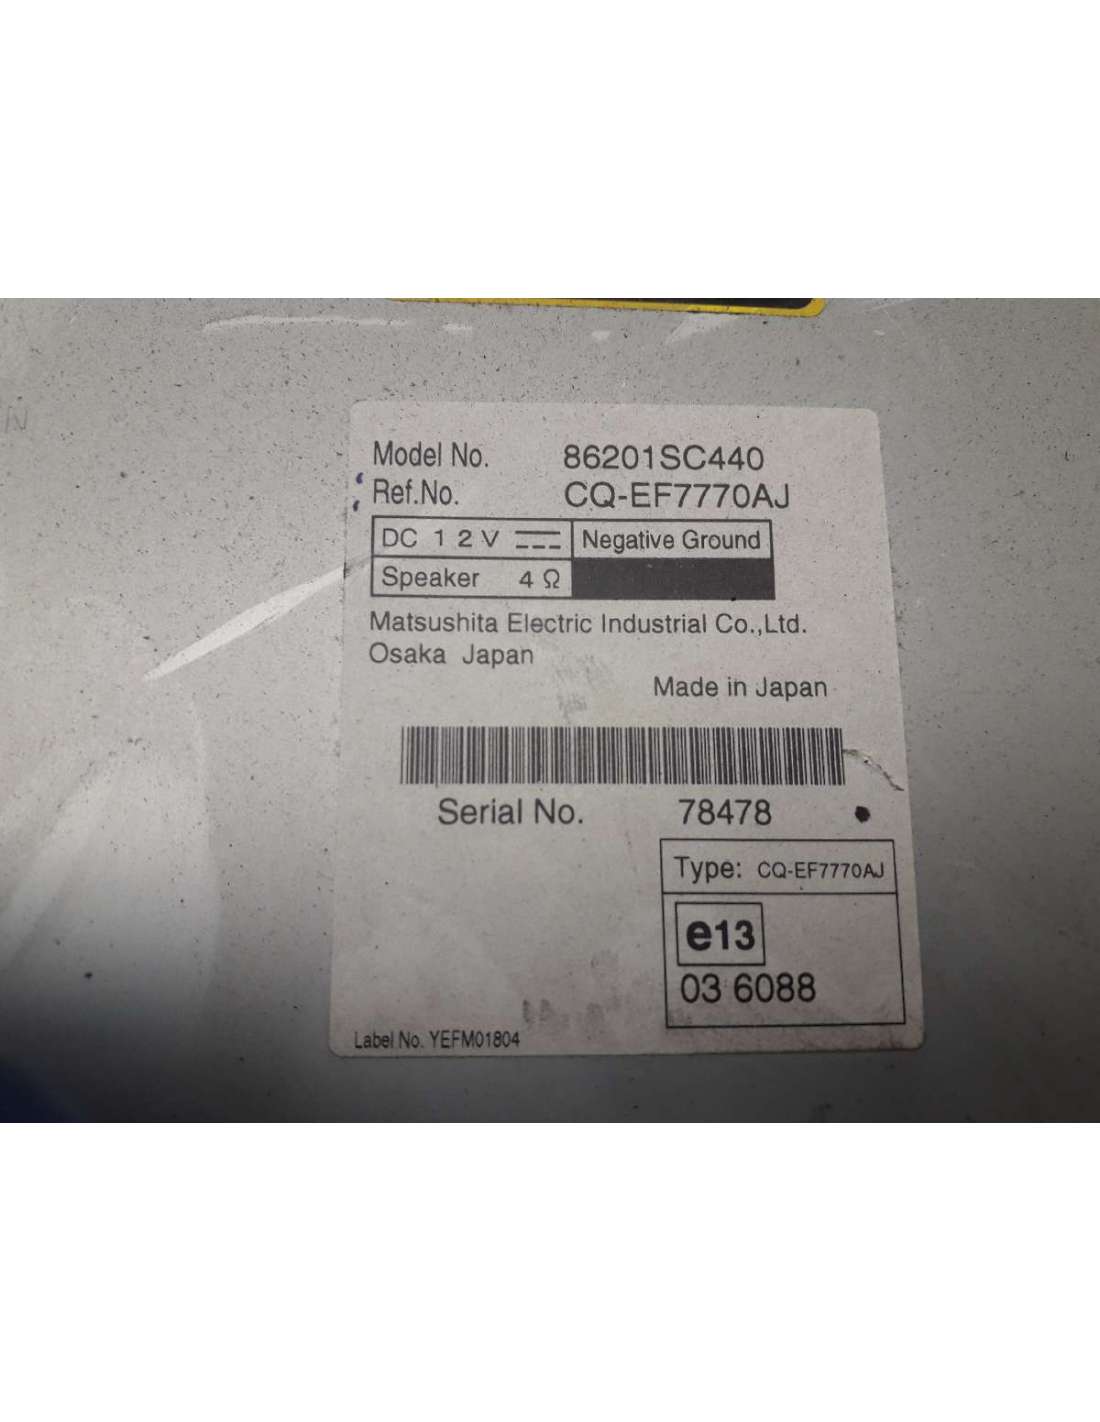 Model No. 86201SC440
Ref.No. CQ-EF7770AJ
DC 12V Negative Ground
Speaker 4Ω
Matsushita Electric Industrial Co.,Ltd.
Osaka Japan
Made in Japan
Serial No. 78478
Type: CQ-EF7770AJ
e13
03 6088
Label No. YEFM01804